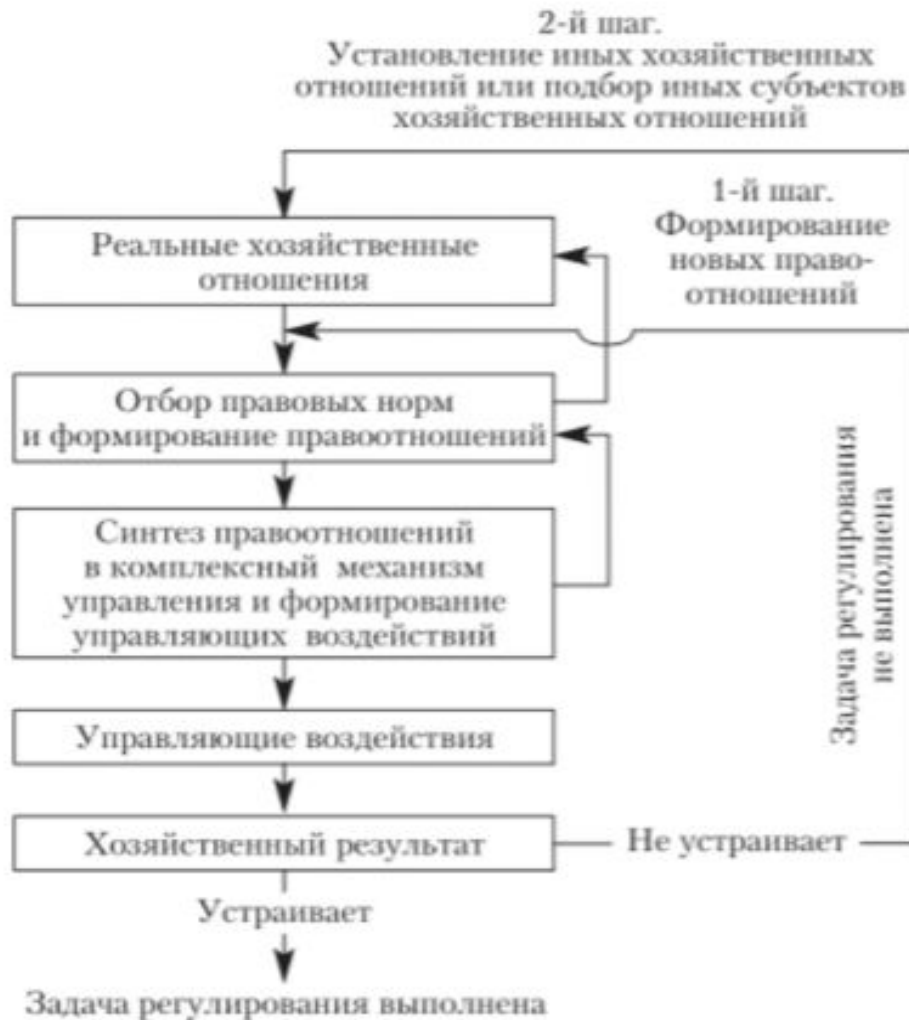 2-й шаг.
Установление иных хозяйственных
отношений или подбор иных субъектов
хозяйственных отношений
1-й шаг.
Формирование
новых право-
отношений
Реальные хозяйственные
отношения
Отбор правовых норм
и формирование правоотношений
Задача регулирования
не выполнена
Синтез правоотношений
в комплексный механизм
управления и формирование
управляющих воздействий
Управляющие воздействия
Хозяйственный результат
Не устраивает
Устраивает
Задача регулирования выполнена